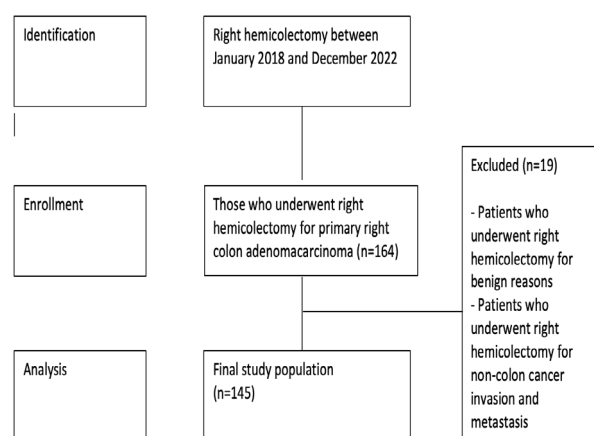 Identification
Right hemicolectomy between
January 2018 and December 2022
Enrollment
Those who underwent right
hemicolectomy for primary right
colon adenomacarcinoma (n=164)
Excluded (n=19)
- Patients who
underwent right
hemicolectomy for
benign reasons
- Patients who
underwent right
hemicolectomy for
non-colon cancer
invasion and
metastasis
Analysis
Final study population
(n=145)